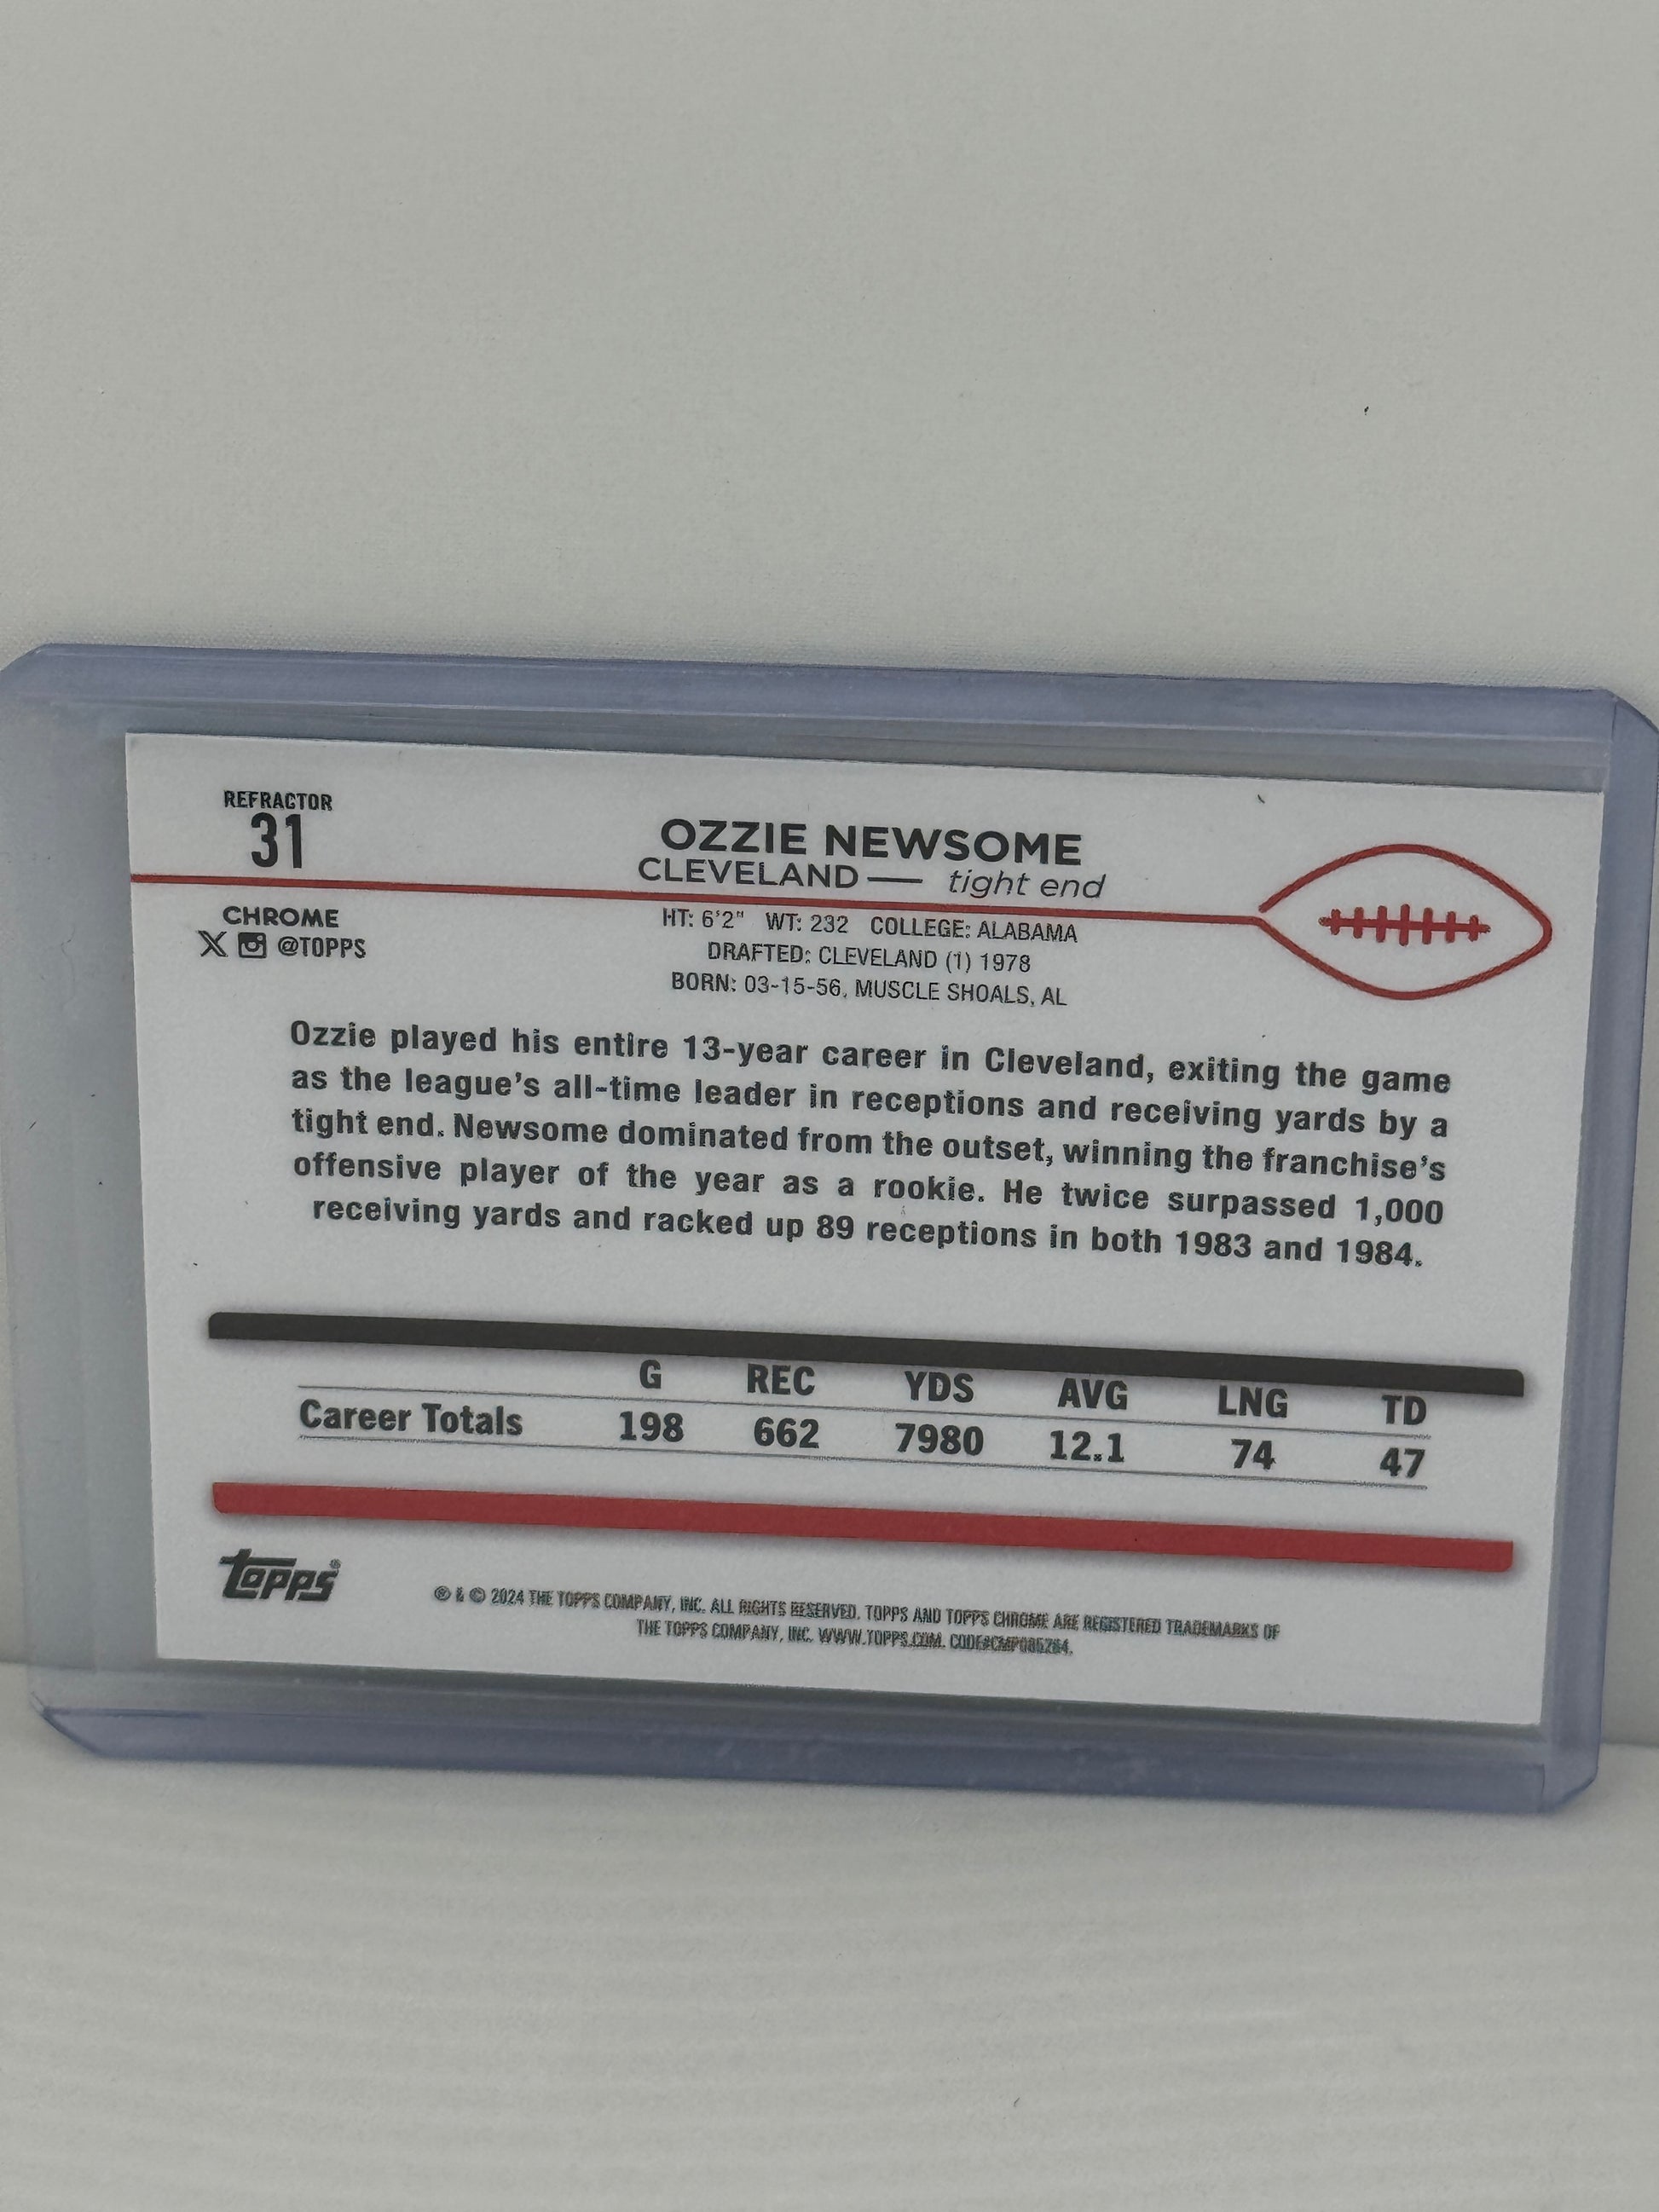 REFRACTOR
31
OZZIE NEWSOME
CLEVELAND — tight end
CHROME
@TOPPS
HT: 6'2" WT: 232 COLLEGE: ALABAMA
DRAFTED: CLEVELAND (1) 1978
BORN: 03-15-56, MUSCLE SHOALS, AL
Ozzie played his entire 13-year career in Cleveland, exiting the game
as the league's all-time leader in receptions and receiving yards by a
tight end. Newsome dominated from the outset, winning the franchise's
offensive player of the year as a rookie. He twice surpassed 1,000
receiving yards and racked up 89 receptions in both 1983 and 1984.
G REC YDS AVG LNG TD
Career Totals 198 662 7980 12.1 74 47
topps®
® & © 2024 THE TOPPS COMPANY, INC. ALL RIGHTS RESERVED. TOPPS AND TOPPS CHROME ARE REGISTERED TRADEMARKS OF
THE TOPPS COMPANY, INC. WWW.TOPPS.COM. CODE#CMP085264.